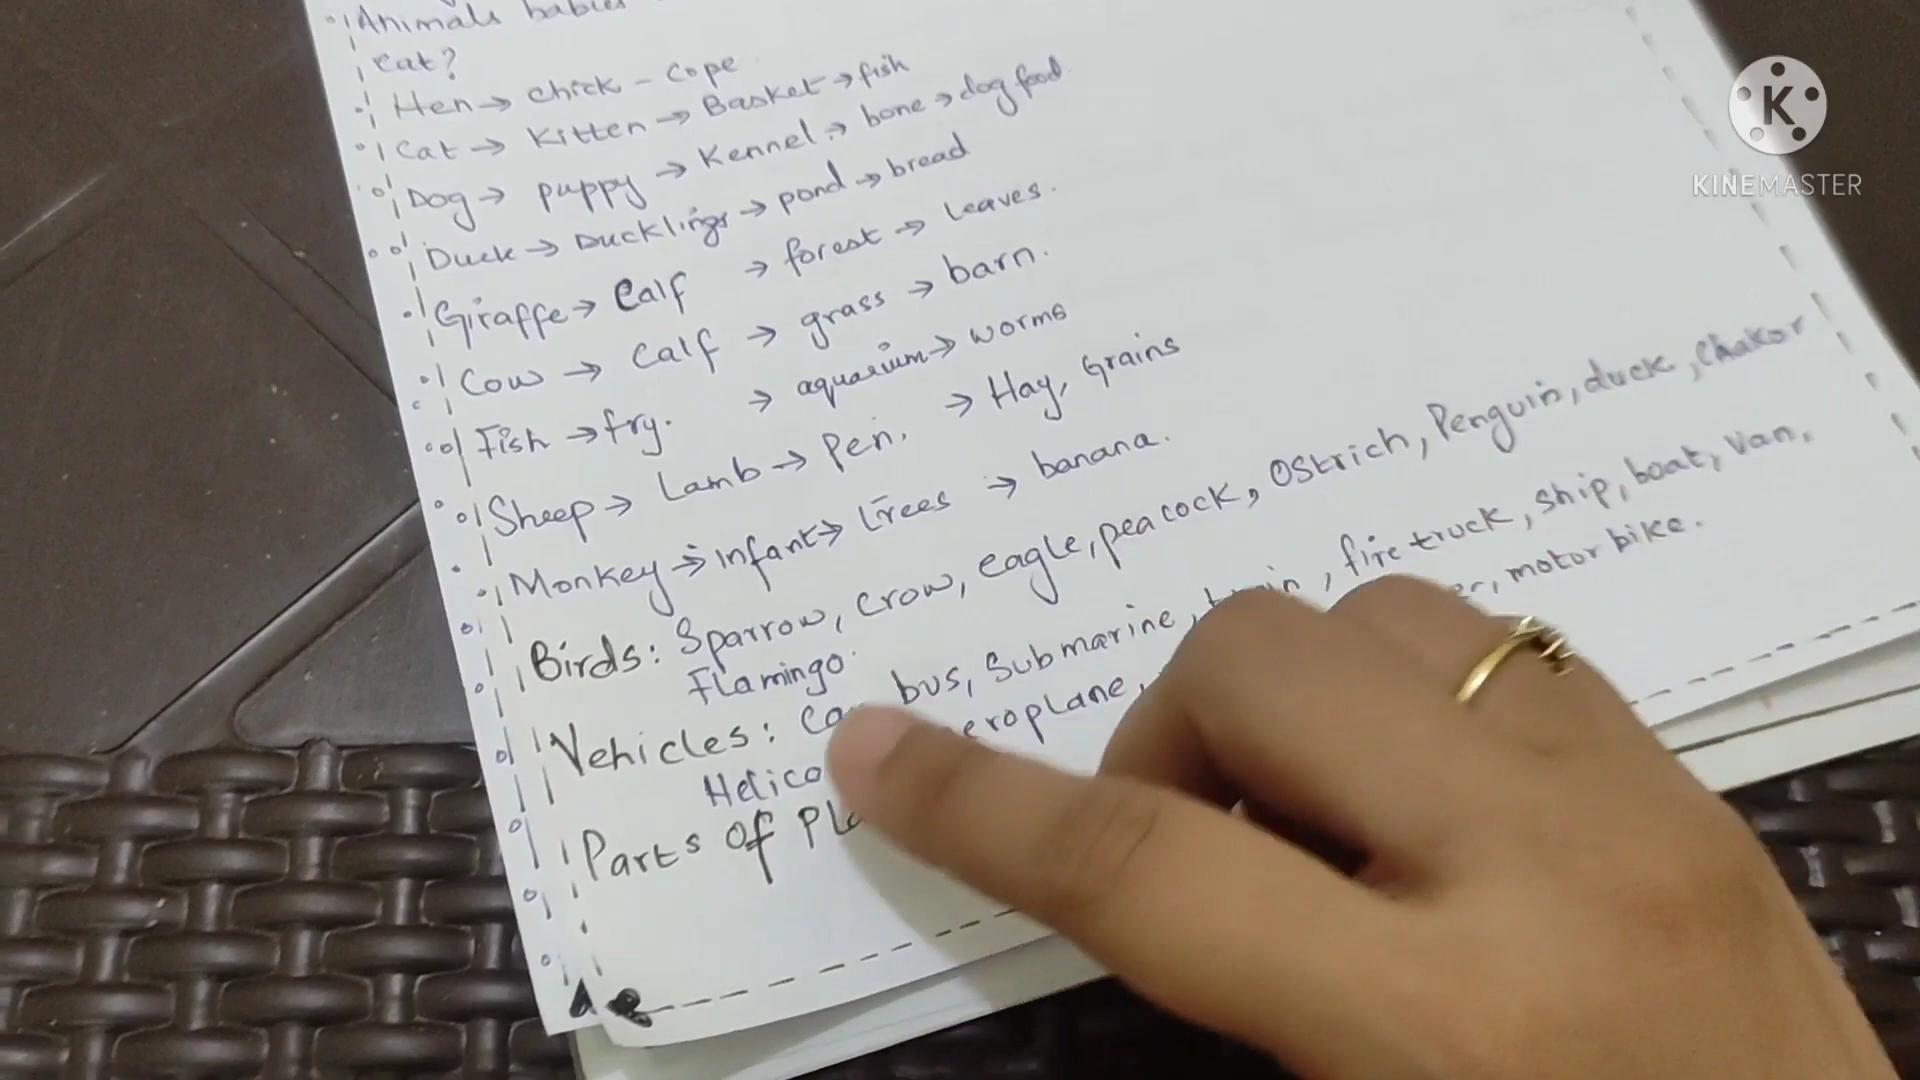 Animals babies
eat?
Hen → chick - cope
Cat → Kitten → Basket → fish
Dog → puppy → Kennel → bone → dog food
Duck → Ducklings → pond → bread
Giraffe → Calf → forest → leaves.
Cow → calf → grass → barn.
Fish → fry. → aquarium → worms
Sheep → Lamb → Pen. → Hay, Grains
Monkey → infant → trees → banana.
Birds: Sparrow, crow, eagle, peacock, Ostrich, Penguin, duck, chakor
Flamingo.
Vehicles: bus, submarine, fire truck, ship, boat, van,
motor bike.
Parts of
KINEMASTER